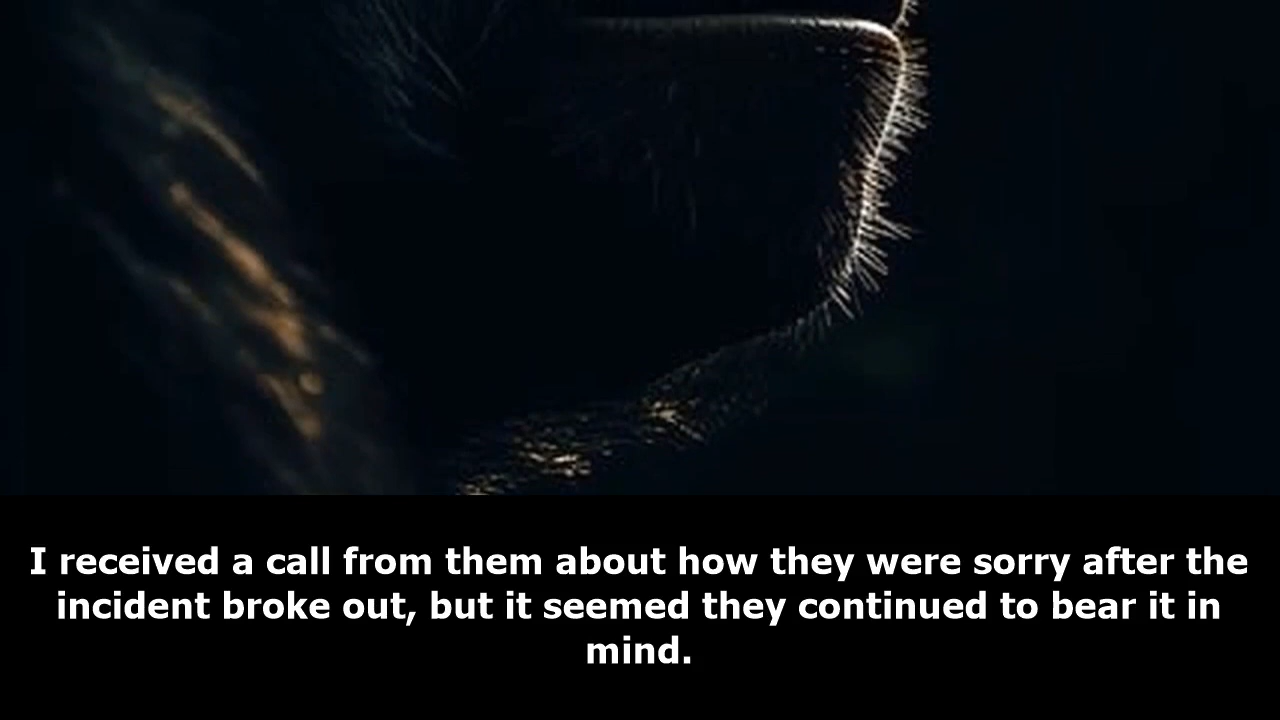 I received a call from them about how they were sorry after the
incident broke out, but it seemed they continued to bear it in
mind.